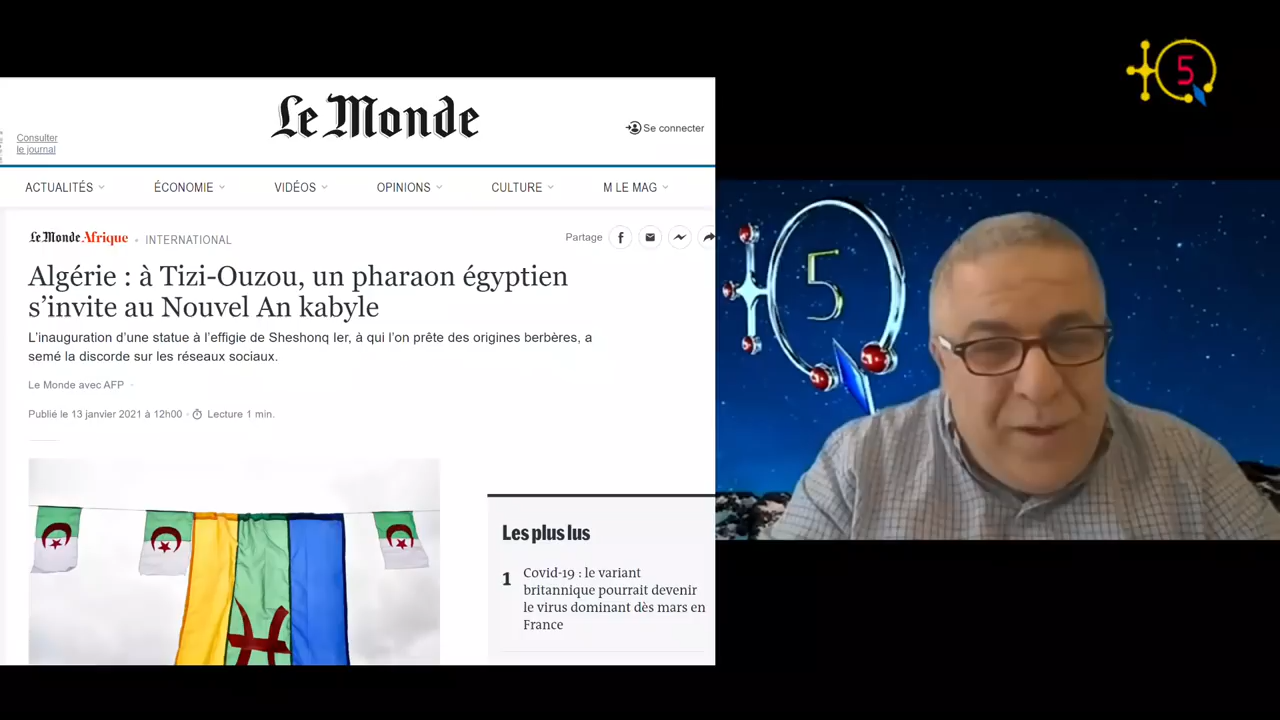 Le Monde
Consulter
le journal
Se connecter
ACTUALITÉS
ÉCONOMIE
VIDÉOS
OPINIONS
CULTURE
M LE MAG
Le Monde Afrique • INTERNATIONAL
Partage
Algérie : à Tizi-Ouzou, un pharaon égyptien
s’invite au Nouvel An kabyle
L’inauguration d’une statue à l’effigie de Sheshonq Ier, à qui l’on prête des origines berbères, a
semé la discorde sur les réseaux sociaux.
Le Monde avec AFP
Publié le 13 janvier 2021 à 12h00 · Lecture 1 min.
Les plus lus
1
Covid-19 : le variant
britannique pourrait devenir
le virus dominant dès mars en
France
5
5